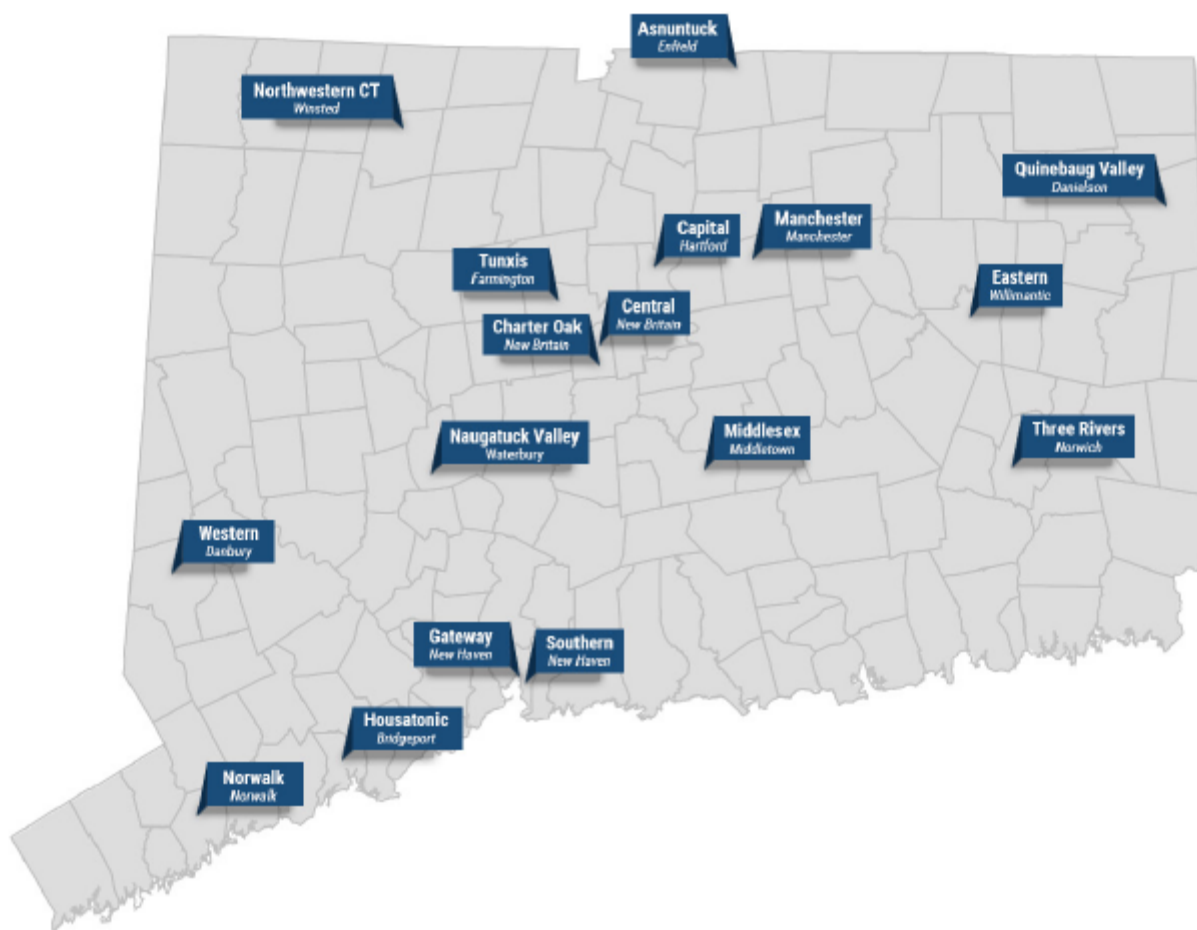 Asnuntuck
Enfield
Northwestern CT
Winsted
Quinebaug Valley
Danielson
Capital
Hartford
Manchester
Manchester
Tunxis
Farmington
Eastern
Willimantic
Central
New Britain
Charter Oak
New Britain
Naugatuck Valley
Waterbury
Middlesex
Middletown
Three Rivers
Norwich
Western
Danbury
Gateway
New Haven
Southern
New Haven
Housatonic
Bridgeport
Norwalk
Norwalk